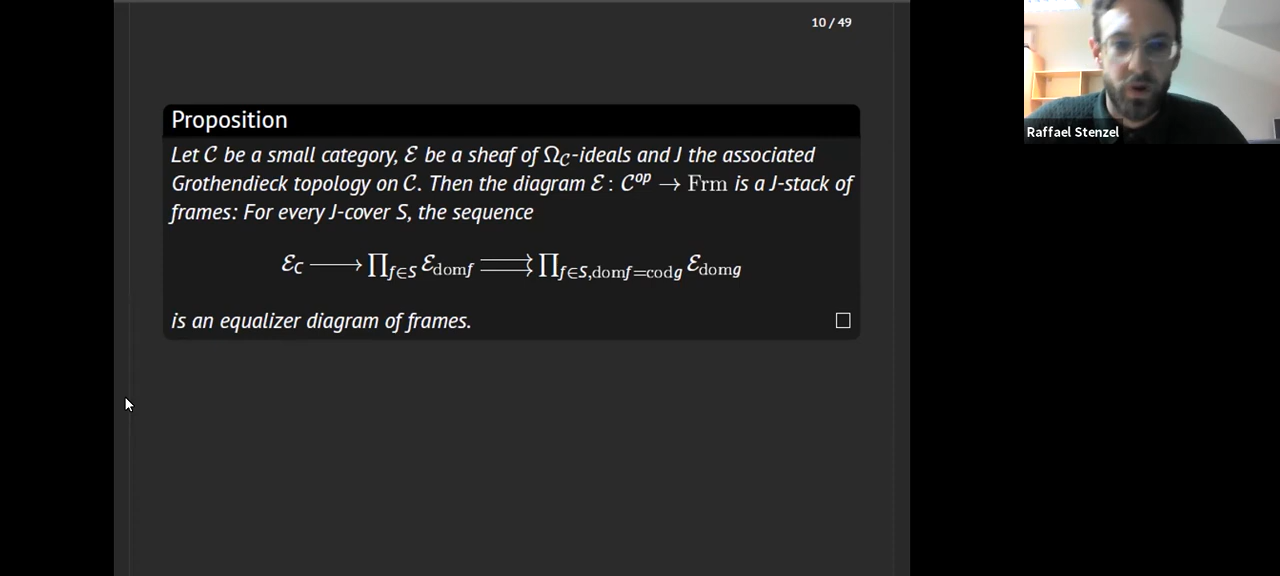 10 / 49
Proposition
Let 𝒞 be a small category, ℰ be a sheaf of Ω_𝒞-ideals and J the associated
Grothendieck topology on 𝒞. Then the diagram ℰ : 𝒞^op → Frm is a J-stack of
frames: For every J-cover S, the sequence
ℰ_C ⟶ ∏_{f∈S} ℰ_{domf} ⇉ ∏_{f∈S,domf=codg} ℰ_{domg}
is an equalizer diagram of frames. □
Raffael Stenzel